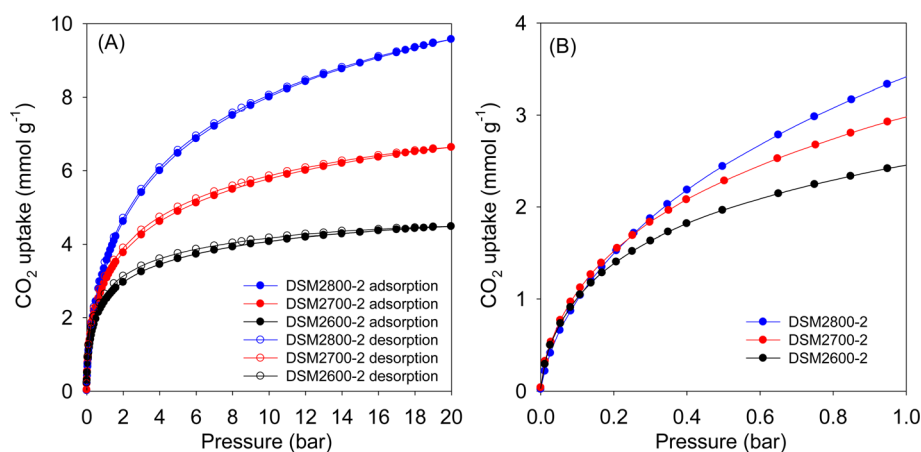 (A)
CO2 uptake (mmol g-1)
10
8
6
4
2
0
DSM2800-2 adsorption
DSM2700-2 adsorption
DSM2600-2 adsorption
DSM2800-2 desorption
DSM2700-2 desorption
DSM2600-2 desorption
0 2 4 6 8 10 12 14 16 18 20
Pressure (bar)
(B)
CO2 uptake (mmol g-1)
4
3
2
1
0
DSM2800-2
DSM2700-2
DSM2600-2
0.0 0.2 0.4 0.6 0.8 1.0
Pressure (bar)